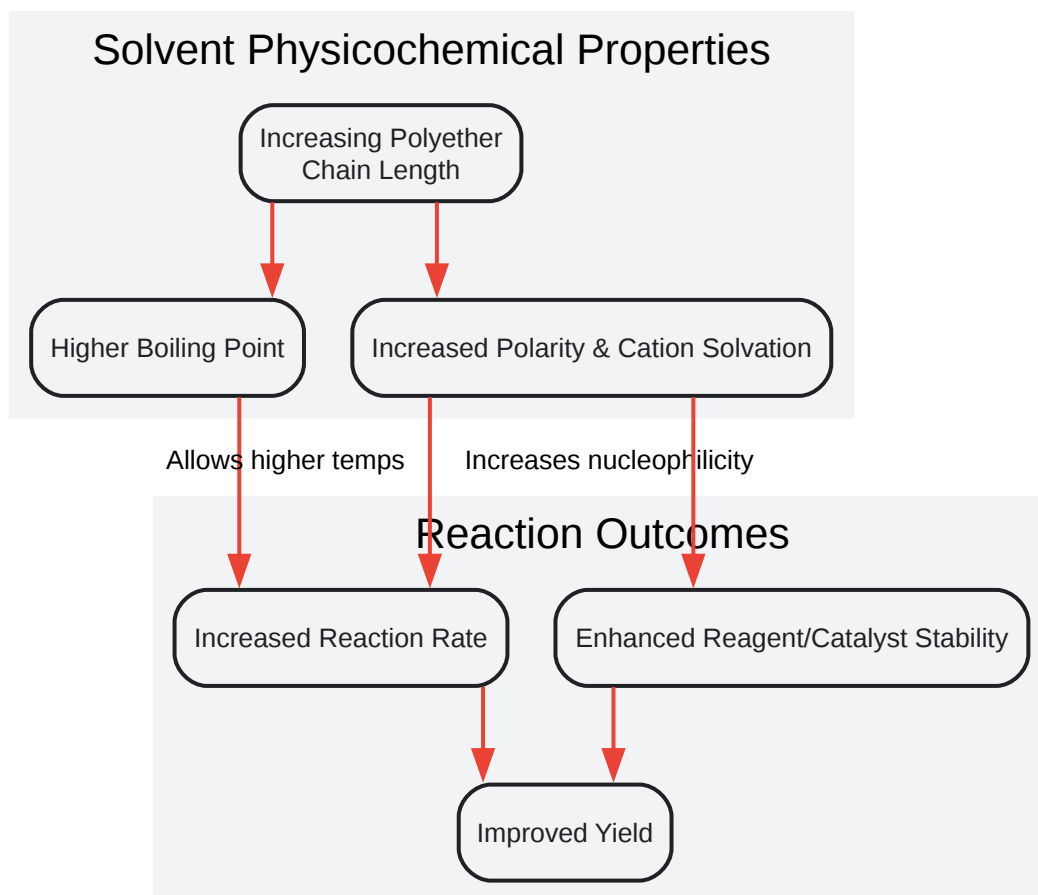 Solvent Physicochemical Properties
Increasing Polyether
Chain Length
Higher Boiling Point
Increased Polarity & Cation Solvation
Allows higher temps
Increases nucleophilicity
Reaction Outcomes
Increased Reaction Rate
Enhanced Reagent/Catalyst Stability
Improved Yield